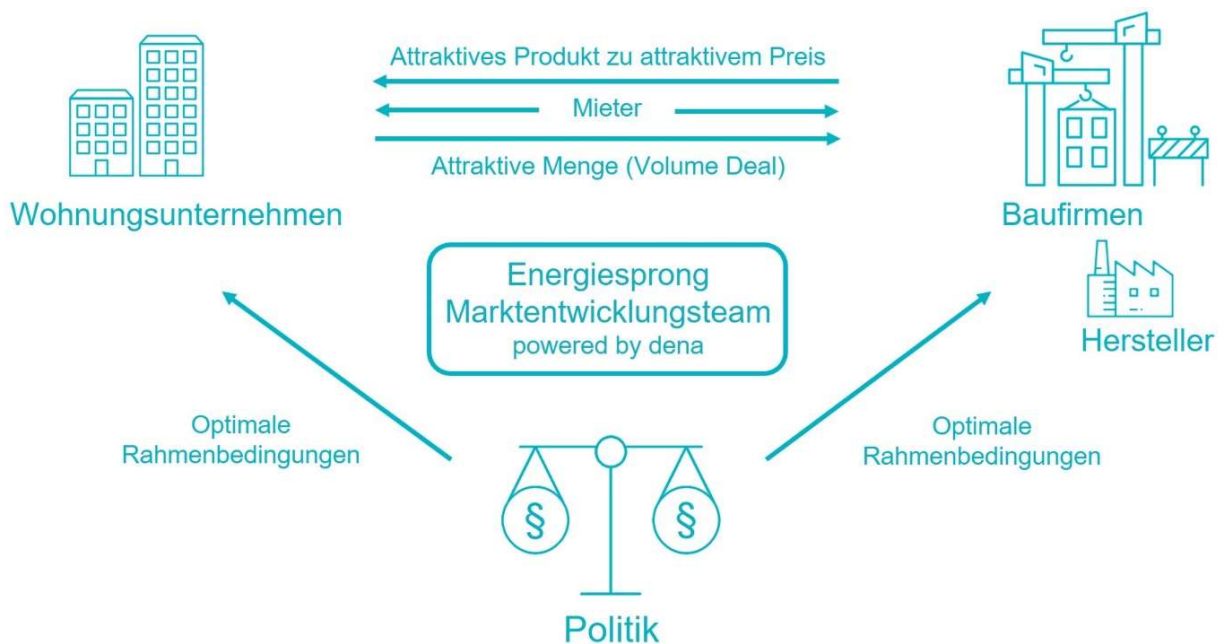 Attraktives Produkt zu attraktivem Preis
Mieter
Attraktive Menge (Volume Deal)
Wohnungsunternehmen
Baufirmen
Energiesprong
Marktentwicklungsteam
powered by dena
Hersteller
Optimale
Rahmenbedingungen
Optimale
Rahmenbedingungen
§
§
Politik